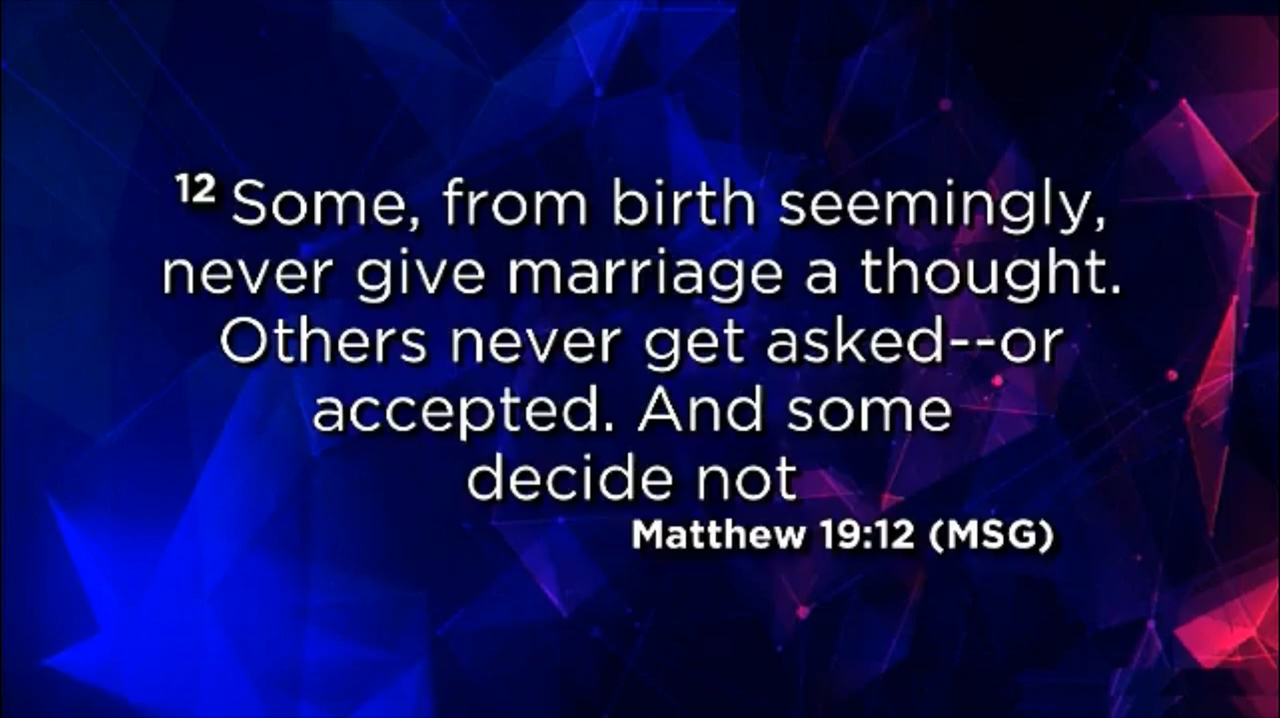 12 Some, from birth seemingly,
never give marriage a thought.
Others never get asked--or
accepted. And some
decide not
Matthew 19:12 (MSG)